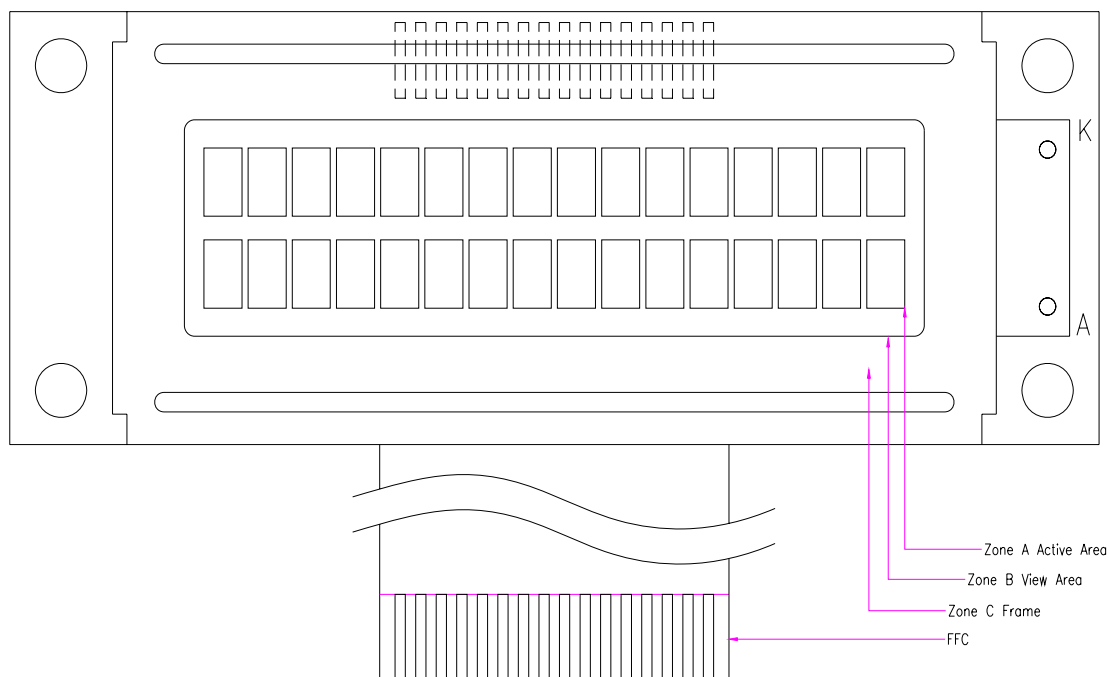 K
A
Zone A Active Area
Zone B View Area
Zone C Frame
FFC